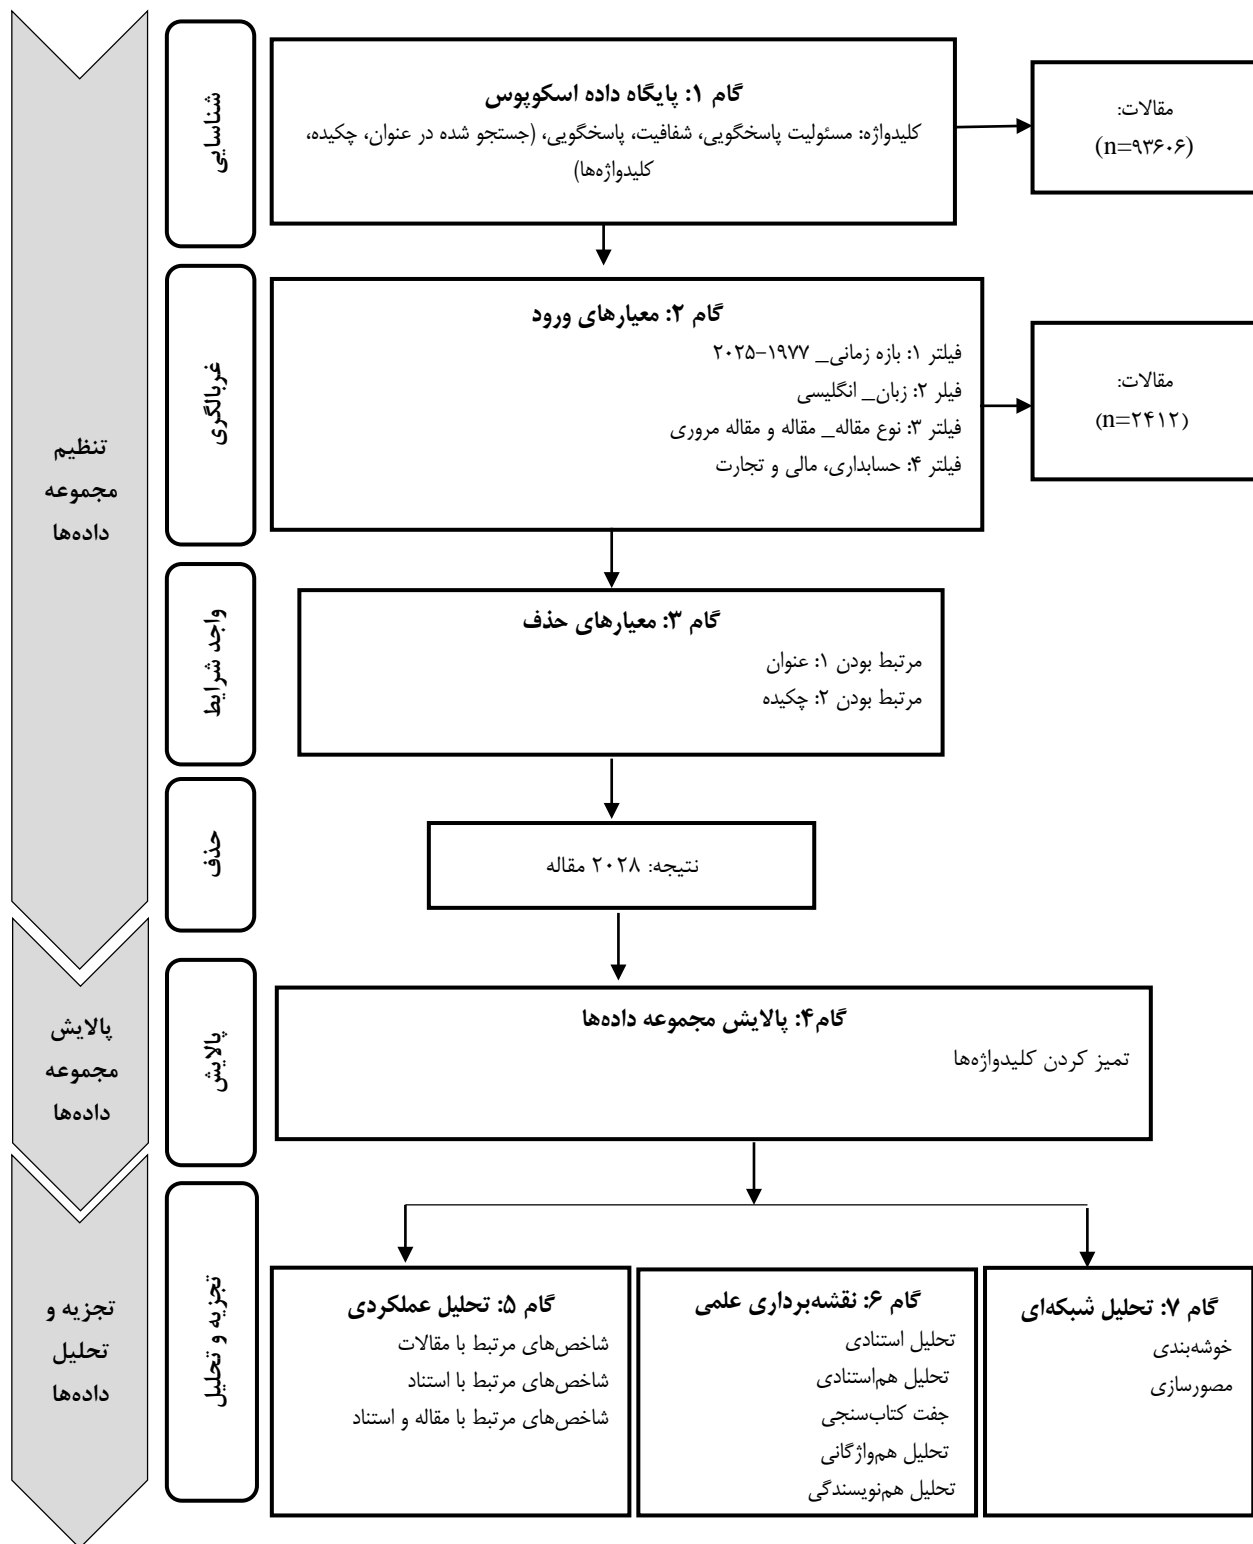 شناسایی
گام ۱: پایگاه داده اسکوپوس
کلیدواژه: مسئولیت پاسخگویی، شفافیت، پاسخگویی، (جستجو شده در عنوان، چکیده،
کلیدواژه‌ها)
مقالات:
(n=۹۳۶۰۶)
غربالگری
گام ۲: معیارهای ورود
فیلتر ۱: بازه زمانی_ ۱۹۷۷-۲۰۲۵
فیلر ۲: زبان_ انگلیسی
فیلتر ۳: نوع مقاله_ مقاله و مقاله مروری
فیلتر ۴: حسابداری، مالی و تجارت
مقالات:
(n=۲۴۱۲)
تنظیم
مجموعه
داده‌ها
واجد شرایط
گام ۳: معیارهای حذف
مرتبط بودن ۱: عنوان
مرتبط بودن ۲: چکیده
حذف
نتیجه: ۲۰۲۸ مقاله
پالایش
مجموعه
داده‌ها
پالایش
گام۴: پالایش مجموعه داده‌ها
تمیز کردن کلیدواژه‌ها
تجزیه و
تحلیل
داده‌ها
تجزیه و تحلیل
گام ۵: تحلیل عملکردی
شاخص‌های مرتبط با مقالات
شاخص‌های مرتبط با استناد
شاخص‌های مرتبط با مقاله و استناد
گام ۶: نقشه‌برداری علمی
تحلیل استنادی
تحلیل هم‌استنادی
جفت کتاب‌سنجی
تحلیل هم‌واژگانی
تحلیل هم‌نویسندگی
گام ۷: تحلیل شبکه‌ای
خوشه‌بندی
مصورسازی